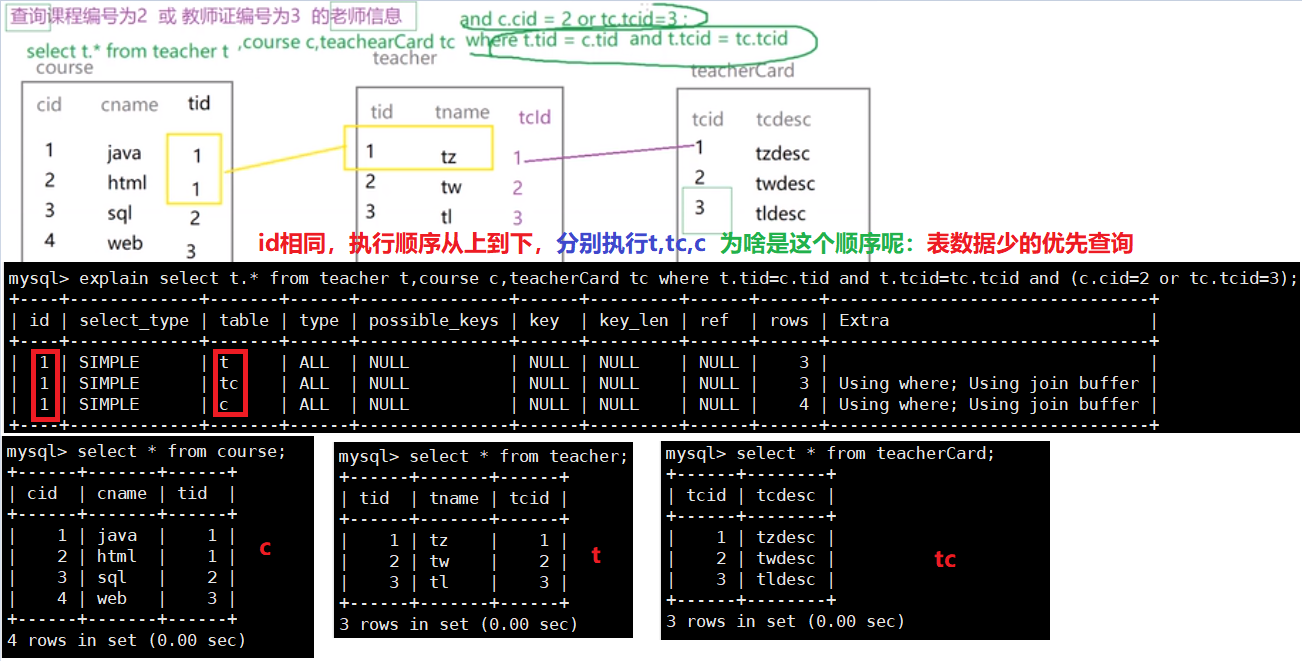 查询课程编号为2 或 教师证编号为3 的老师信息
and c.cid = 2 or tc.tcid=3 ;
select t.* from teacher t ,course c,teachearCard tc where t.tid = c.tid and t.tcid = tc.tcid
course
cid cname tid
1 java 1
2 html 1
3 sql 2
4 web 3
teacher
tid tname tcId
1 tz 1
2 tw 2
3 tl 3
teacherCard
tcid tcdesc
1 tzdesc
2 twdesc
3 tldesc
id相同，执行顺序从上到下，分别执行t,tc,c 为啥是这个顺序呢：表数据少的优先查询
mysql> explain select t.* from teacher t,course c,teacherCard tc where t.tid=c.tid and t.tcid=tc.tcid and (c.cid=2 or tc.tcid=3);
+----+-------------+-------+------+---------------+------+---------+------+------+--------------------------------+
| id | select_type | table | type | possible_keys | key | key_len | ref | rows | Extra |
+----+-------------+-------+------+---------------+------+---------+------+------+--------------------------------+
| 1 | SIMPLE | t | ALL | NULL | NULL | NULL | NULL | 3 | |
| 1 | SIMPLE | tc | ALL | NULL | NULL | NULL | NULL | 3 | Using where; Using join buffer |
| 1 | SIMPLE | c | ALL | NULL | NULL | NULL | NULL | 4 | Using where; Using join buffer |
+----+-------------+-------+------+---------------+------+---------+------+------+--------------------------------+
mysql> select * from course;
+------+-------+------+
| cid | cname | tid |
+------+-------+------+
| 1 | java | 1 |
| 2 | html | 1 |
| 3 | sql | 2 |
| 4 | web | 3 |
+------+-------+------+
4 rows in set (0.00 sec)
c
mysql> select * from teacher;
+------+-------+------+
| tid | tname | tcid |
+------+-------+------+
| 1 | tz | 1 |
| 2 | tw | 2 |
| 3 | tl | 3 |
+------+-------+------+
3 rows in set (0.00 sec)
t
mysql> select * from teacherCard;
+------+--------+
| tcid | tcdesc |
+------+--------+
| 1 | tzdesc |
| 2 | twdesc |
| 3 | tldesc |
+------+--------+
3 rows in set (0.00 sec)
tc